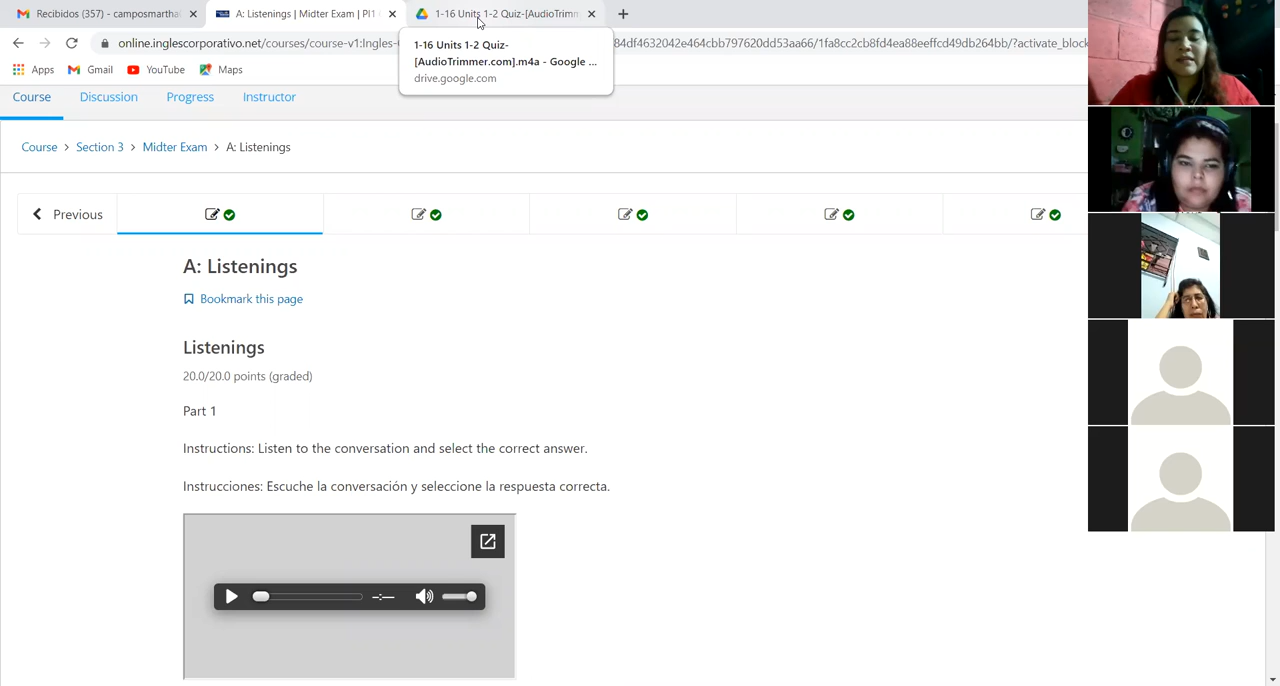 Recibidos (357) - camposmartha
A: Listenings | Midter Exam | PI1
1-16 Units 1-2 Quiz-[AudioTrimm
online.inglescorporativo.net/courses/course-v1:Ingles-
84df4632042e464cbb797620dd53aa66/1fa8cc2cb8fd4ea88eeffcd49db264bb/?activate_block
1-16 Units 1-2 Quiz-
[AudioTrimmer.com].m4a - Google ...
drive.google.com
Apps Gmail YouTube Maps
Course Discussion Progress Instructor
Course > Section 3 > Midter Exam > A: Listenings
Previous
A: Listenings
Bookmark this page
Listenings
20.0/20.0 points (graded)
Part 1
Instructions: Listen to the conversation and select the correct answer.
Instrucciones: Escuche la conversación y seleccione la respuesta correcta.
-:--